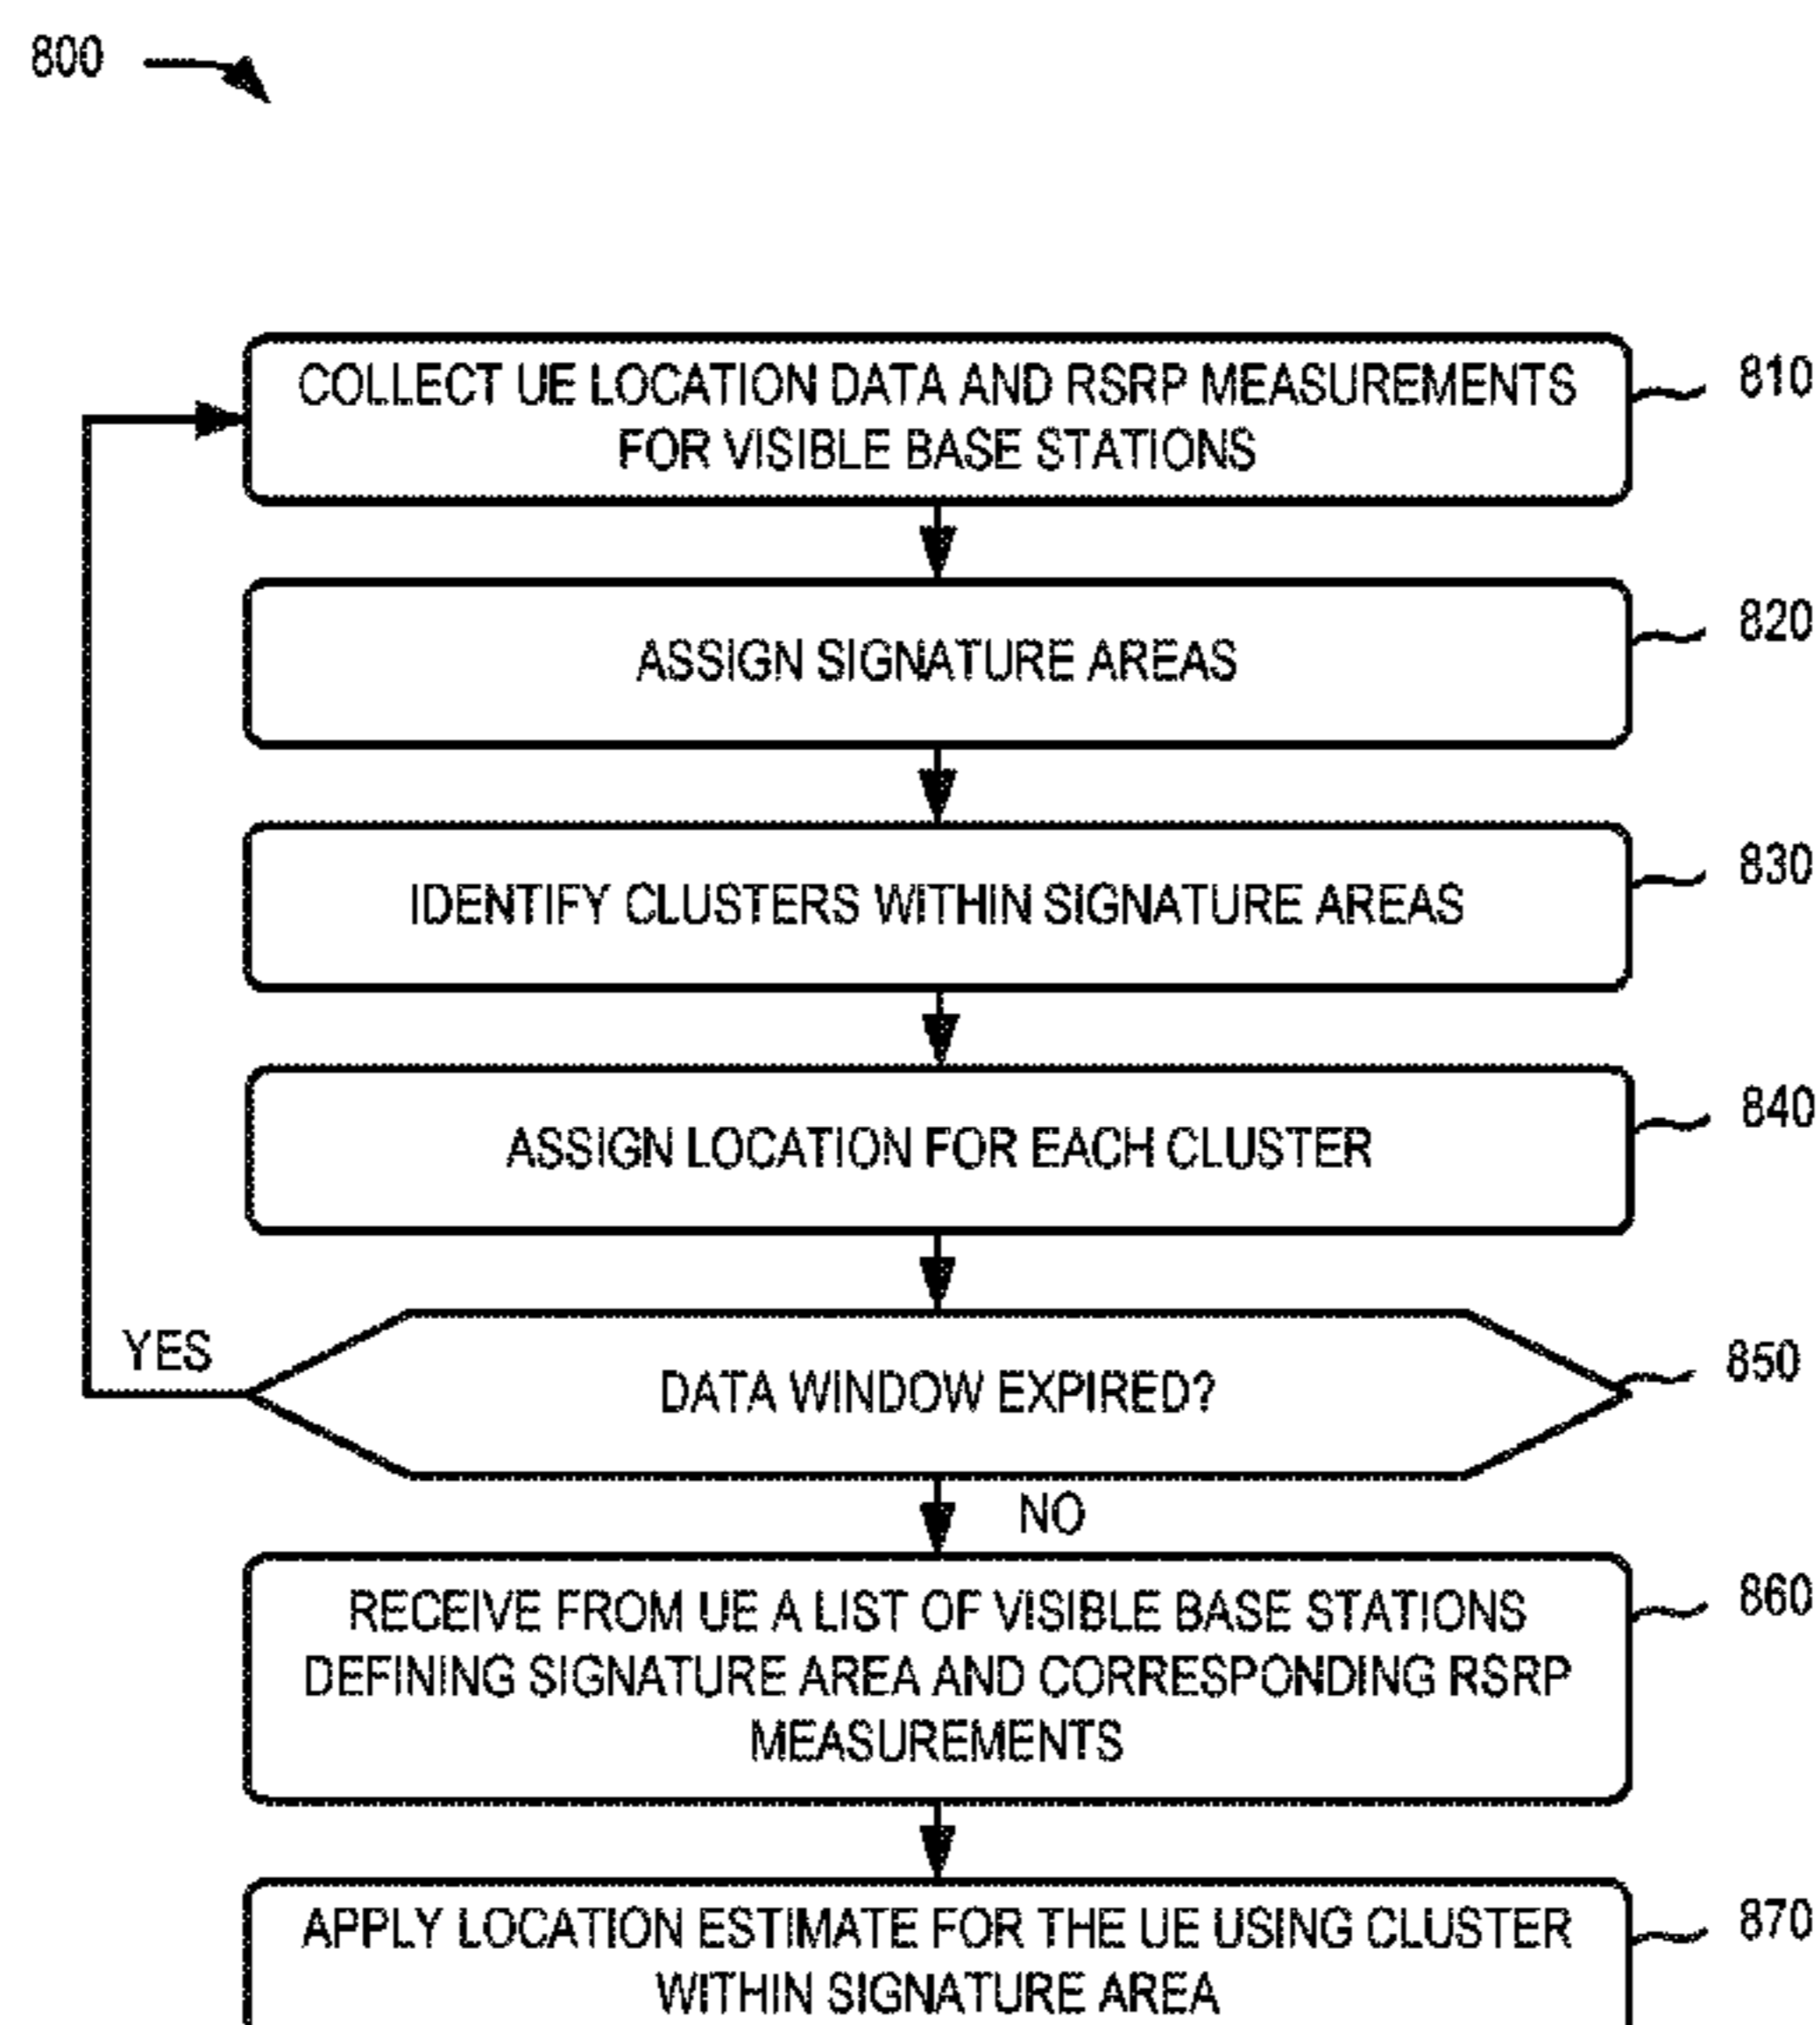 800
COLLECT UE LOCATION DATA AND RSRP MEASUREMENTS
FOR VISIBLE BASE STATIONS
810
ASSIGN SIGNATURE AREAS
820
IDENTIFY CLUSTERS WITHIN SIGNATURE AREAS
830
ASSIGN LOCATION FOR EACH CLUSTER
840
YES
DATA WINDOW EXPIRED?
850
NO
RECEIVE FROM UE A LIST OF VISIBLE BASE STATIONS
DEFINING SIGNATURE AREA AND CORRESPONDING RSRP
MEASUREMENTS
860
APPLY LOCATION ESTIMATE FOR THE UE USING CLUSTER
WITHIN SIGNATURE AREA
870